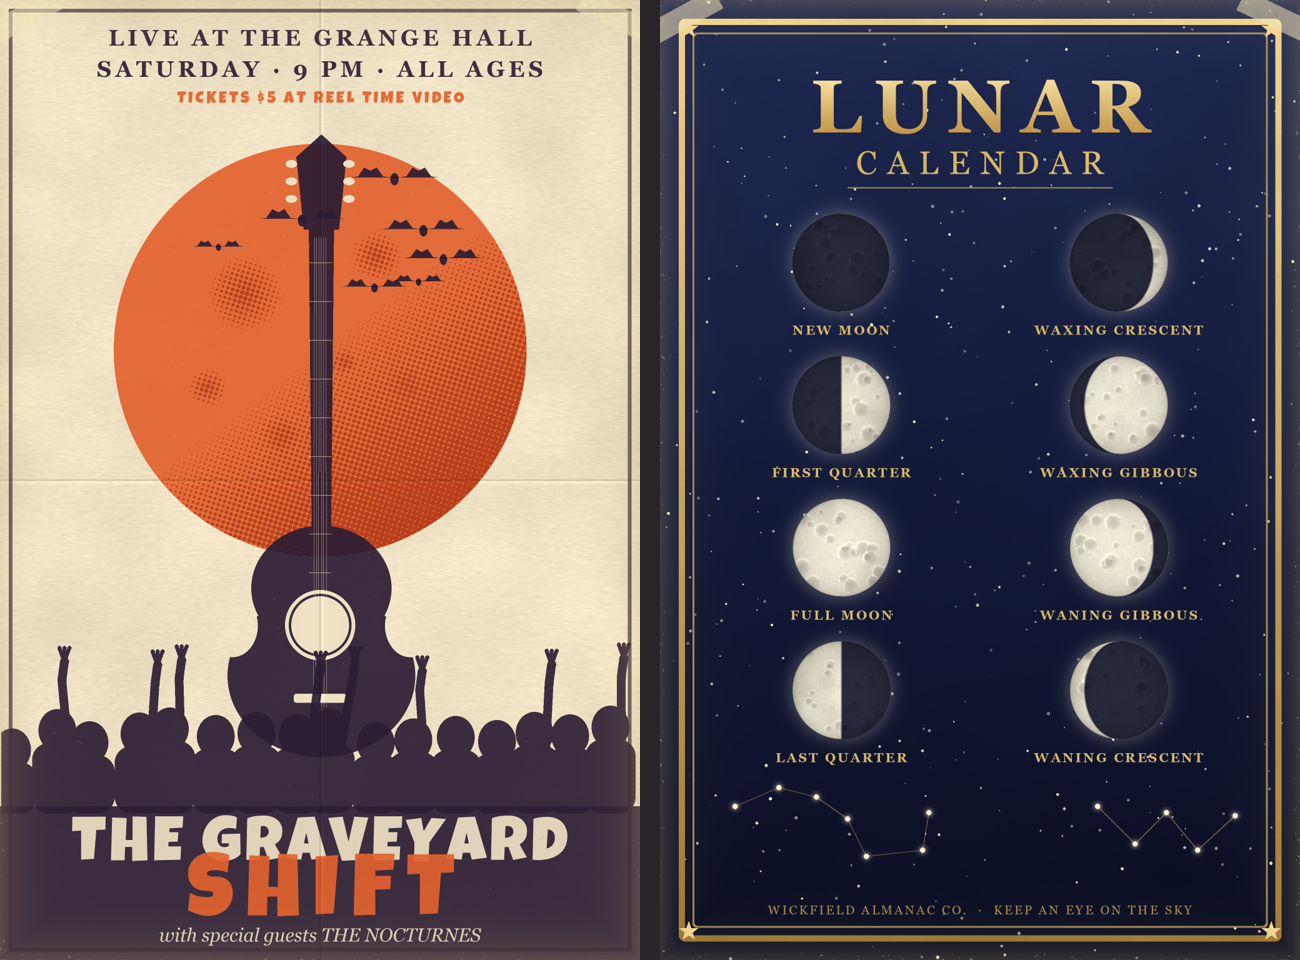 LIVE AT THE GRANGE HALL
SATURDAY · 9 PM · ALL AGES
TICKETS $5 AT REEL TIME VIDEO
THE GRAVEYARD
SHIFT
with special guests THE NOCTURNES
LUNAR
CALENDAR
NEW MOON
WAXING CRESCENT
FIRST QUARTER
WAXING GIBBOUS
FULL MOON
WANING GIBBOUS
LAST QUARTER
WANING CRESCENT
WICKFIELD ALMANAC CO. · KEEP AN EYE ON THE SKY